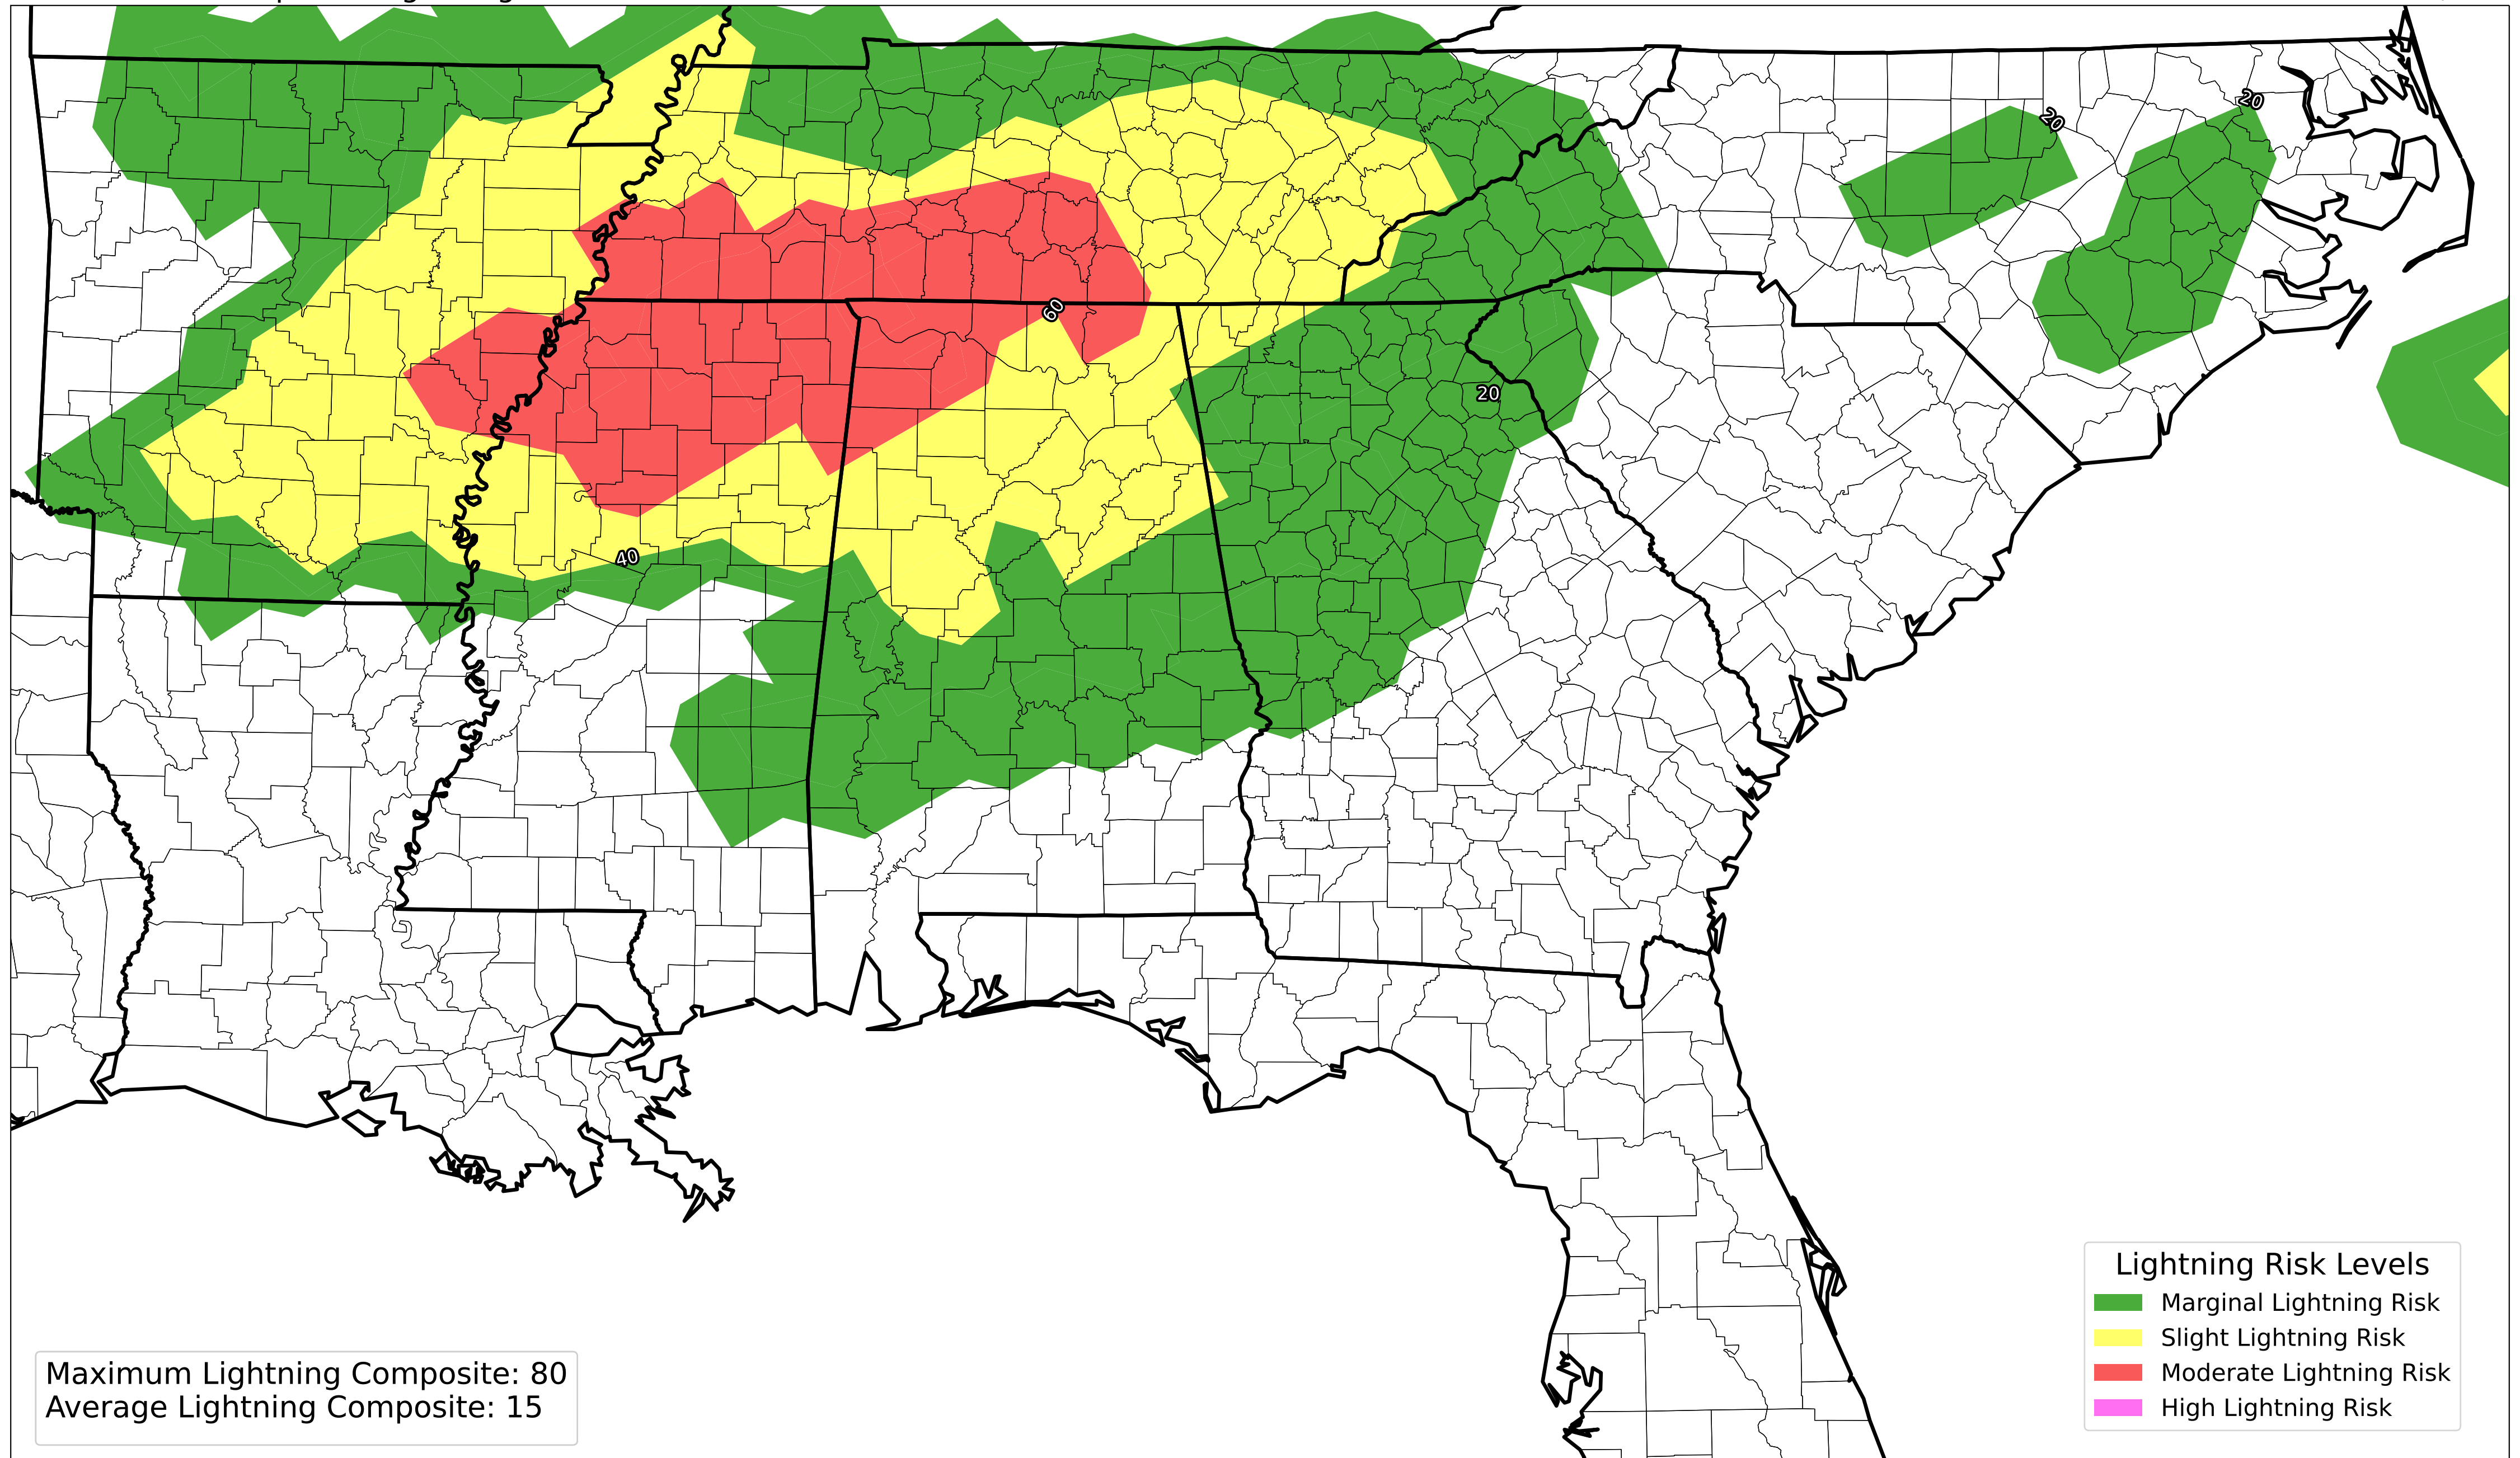 20
20
60
20
40
Lightning Risk Levels
Marginal Lightning Risk
Slight Lightning Risk
Moderate Lightning Risk
High Lightning Risk
Maximum Lightning Composite: 80
Average Lightning Composite: 15